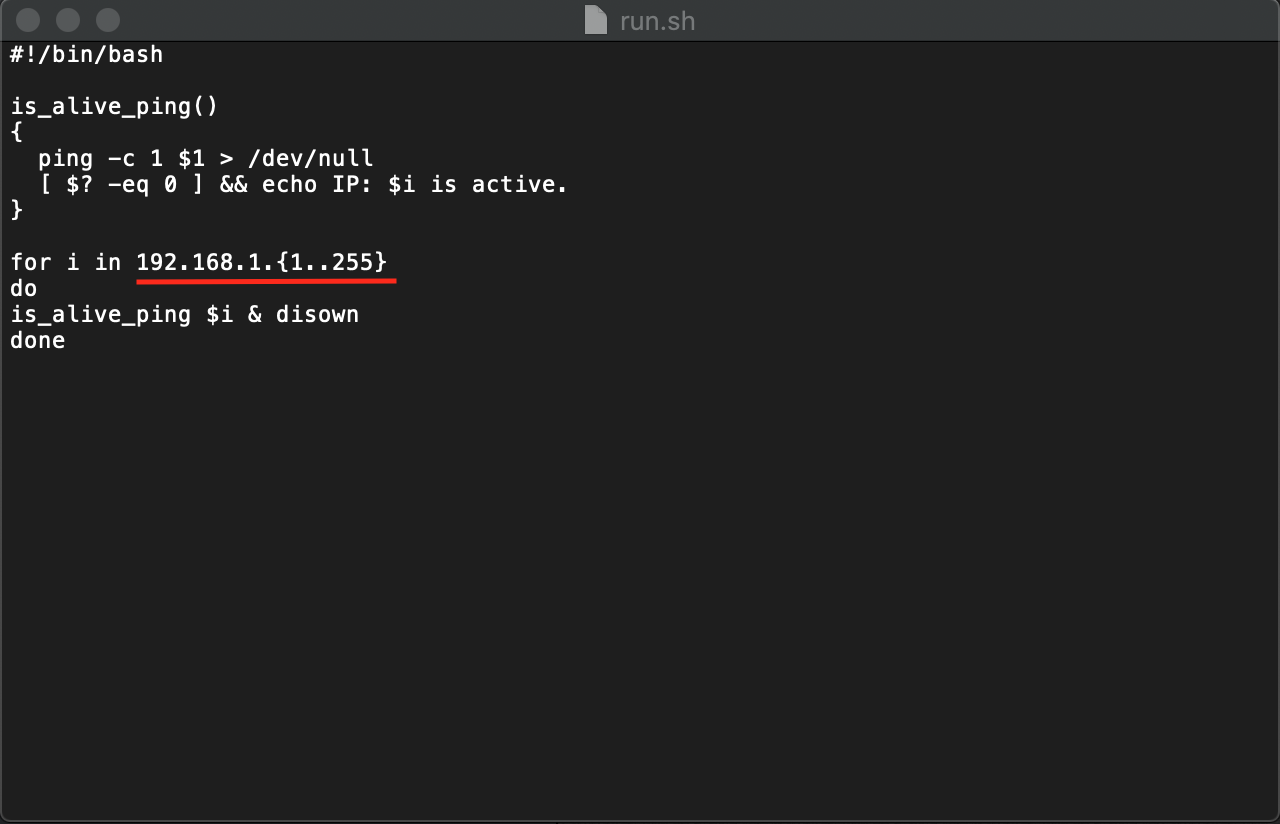 run.sh
#!/bin/bash
is_alive_ping()
{
  ping -c 1 $1 > /dev/null
  [ $? -eq 0 ] && echo IP: $i is active.
}
for i in 192.168.1.{1..255}
do
is_alive_ping $i & disown
done